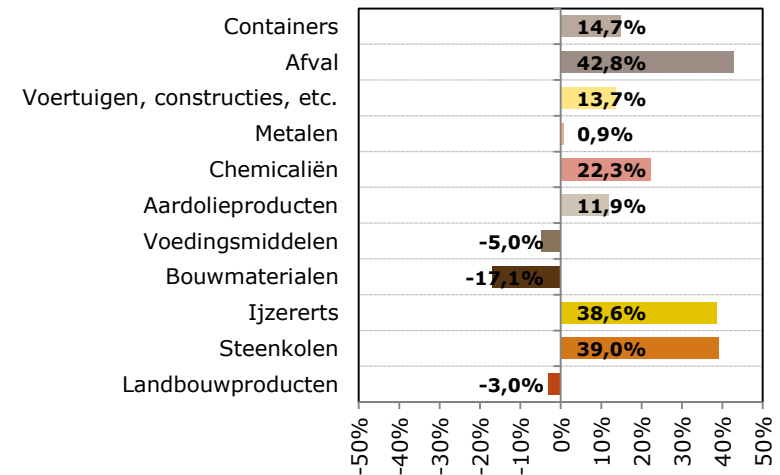 Containers 14,7%
Afval 42,8%
Voertuigen, constructies, etc. 13,7%
Metalen 0,9%
Chemicaliën 22,3%
Aardolieproducten 11,9%
Voedingsmiddelen -5,0%
Bouwmaterialen -17,1%
Ijzererts 38,6%
Steenkolen 39,0%
Landbouwproducten -3,0%
-50% -40% -30% -20% -10% 0% 10% 20% 30% 40% 50%